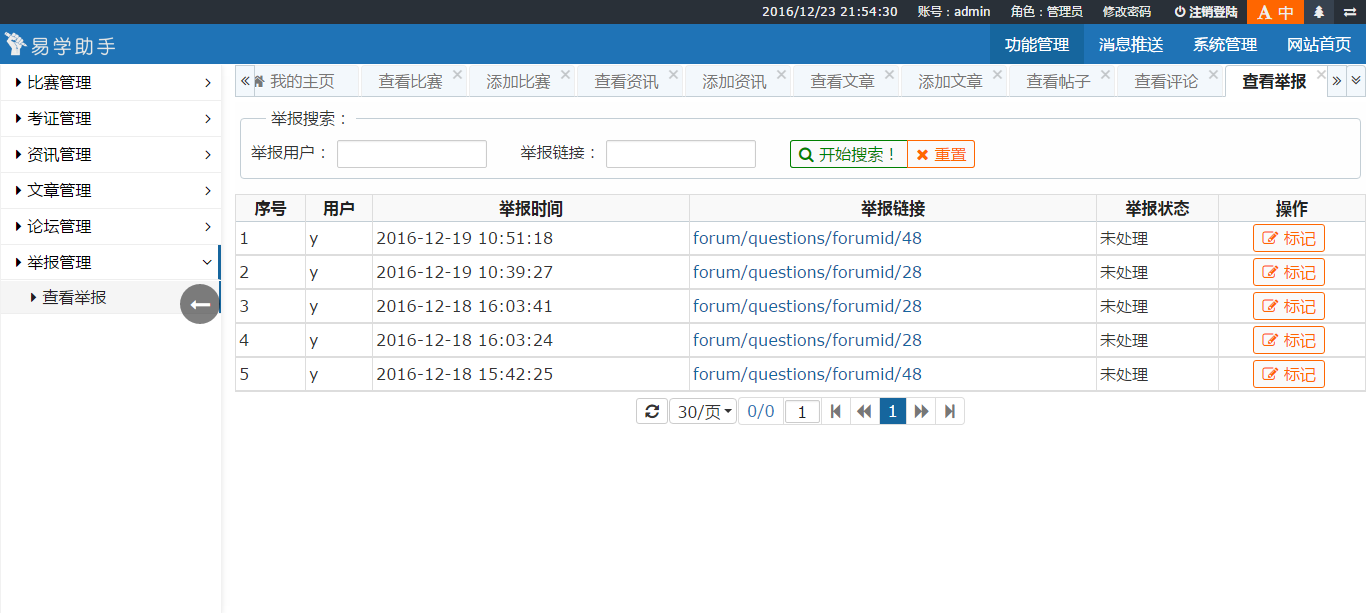 2016/12/23 21:54:30 账号：admin 角色：管理员 修改密码 注销登陆 A 中
易学助手 功能管理 消息推送 系统管理 网站首页
比赛管理
考证管理
资讯管理
文章管理
论坛管理
举报管理
查看举报
« 我的主页 查看比赛 × 添加比赛 × 查看资讯 × 添加资讯 × 查看文章 × 添加文章 × 查看帖子 × 查看评论 × 查看举报 × »
举报搜索：
举报用户： 举报链接： 开始搜索！ 重置
序号 用户 举报时间 举报链接 举报状态 操作
1 y 2016-12-19 10:51:18 forum/questions/forumid/48 未处理 标记
2 y 2016-12-19 10:39:27 forum/questions/forumid/28 未处理 标记
3 y 2016-12-18 16:03:41 forum/questions/forumid/28 未处理 标记
4 y 2016-12-18 16:03:24 forum/questions/forumid/28 未处理 标记
5 y 2016-12-18 15:42:25 forum/questions/forumid/48 未处理 标记
30/页 0/0 1 1